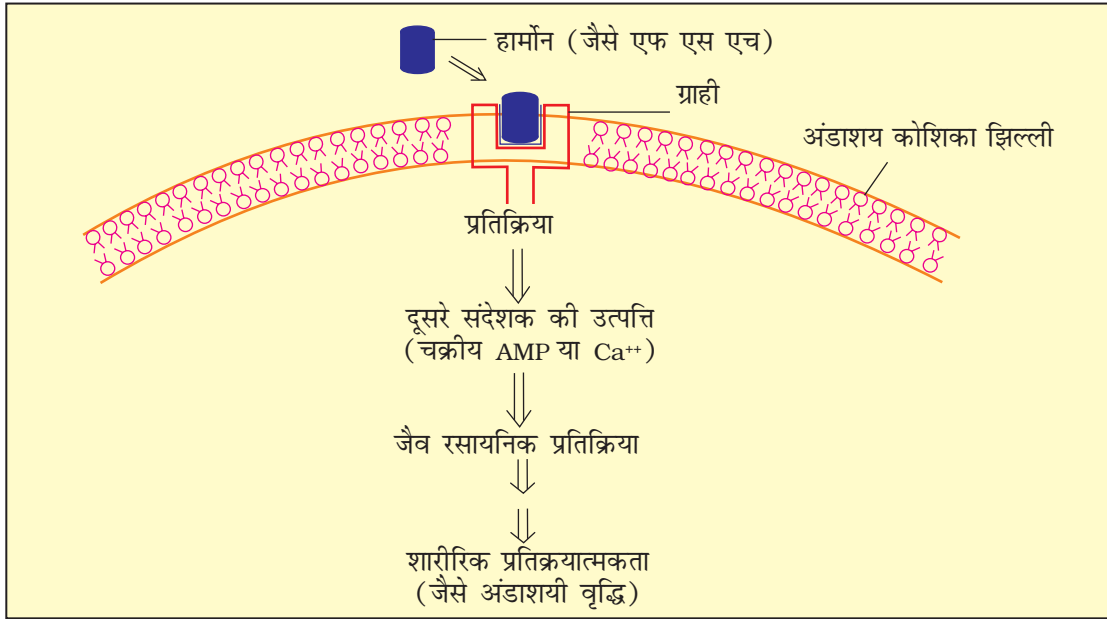 हार्मोन (जैसे एफ एस एच)
ग्राही
अंडाशय कोशिका झिल्ली
प्रतिक्रिया
दूसरे संदेशक की उत्पत्ति
(चक्रीय AMP या Ca⁺⁺)
जैव रसायनिक प्रतिक्रिया
शारीरिक प्रतिक्रयात्मकता
(जैसे अंडाशयी वृद्धि)